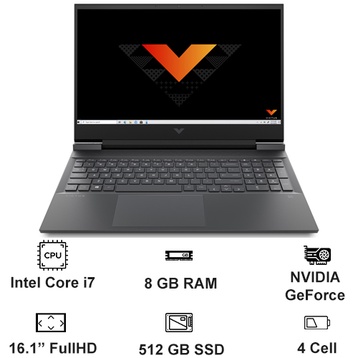 CPU
Intel Core i7
8 GB RAM
NVIDIA
GeForce
16.1” FullHD
512 GB SSD
4 Cell